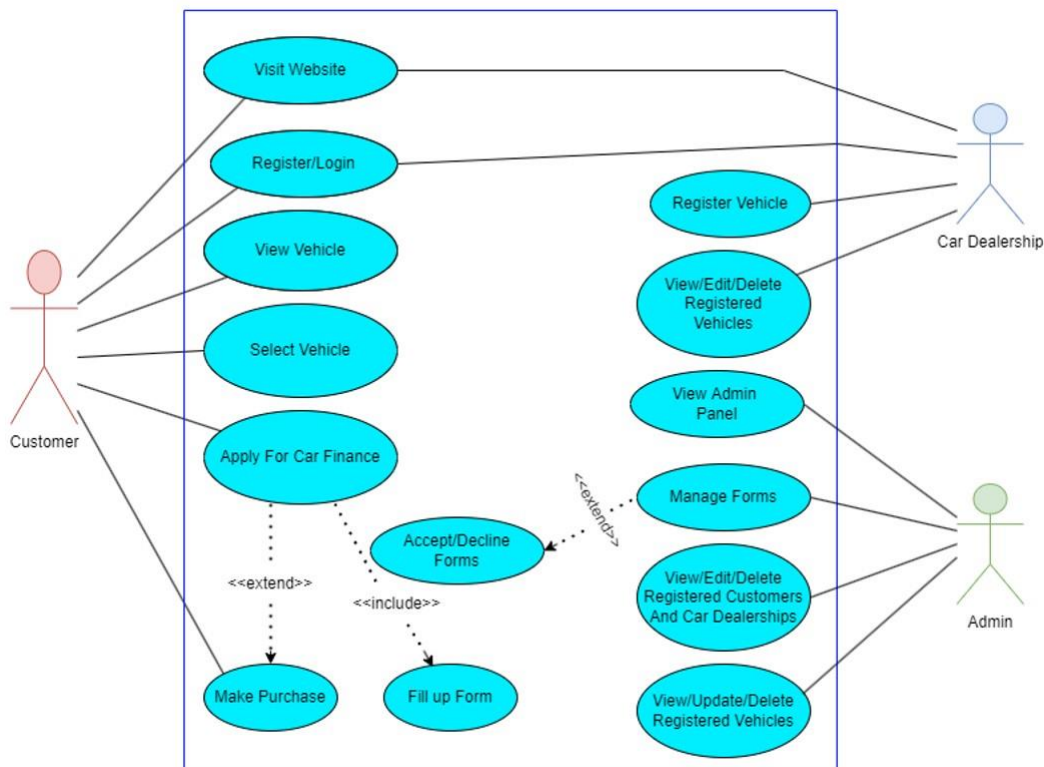 Visit Website
Register/Login
Register Vehicle
Car Dealership
View Vehicle
View/Edit/Delete
Registered
Vehicles
Select Vehicle
View Admin
Panel
Customer
Apply For Car Finance
Manage Forms
<<extend>>
Accept/Decline
Forms
<<extend>>
<<include>>
View/Edit/Delete
Registered Customers
And Car Dealerships
Admin
Make Purchase
Fill up Form
View/Update/Delete
Registered Vehicles